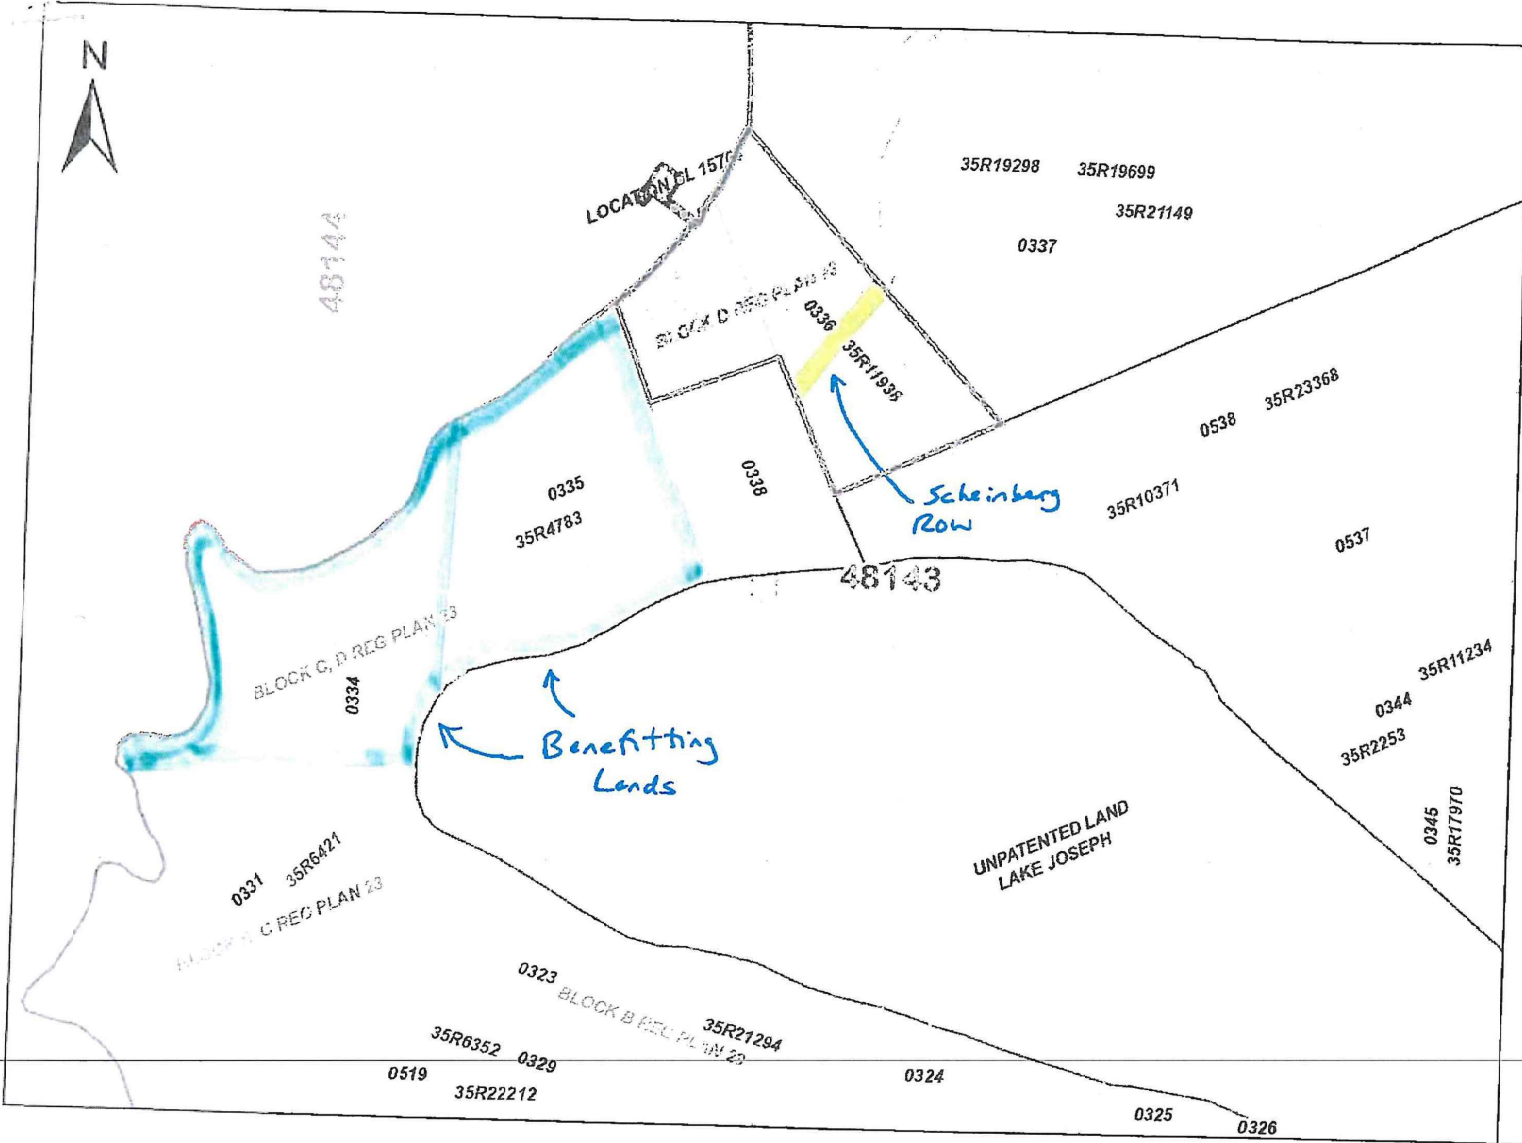 N
48144
LOCATION CL 1570
35R19298
35R19699
35R21149
0337
BLOCK D REG PLAN 23
0336
35R11936
0538
35R23368
35R10371
0537
0335
35R4783
0338
Scheinberg
Row
48143
BLOCK C, D REG PLAN 23
0334
Benefitting
Lands
35R11234
0344
35R2253
0345
35R17970
UNPATENTED LAND
LAKE JOSEPH
0331
35R6421
C REG PLAN 23
0323
BLOCK B REG PLAN 23
35R21294
35R6352
0329
0519
35R22212
0324
0325
0326